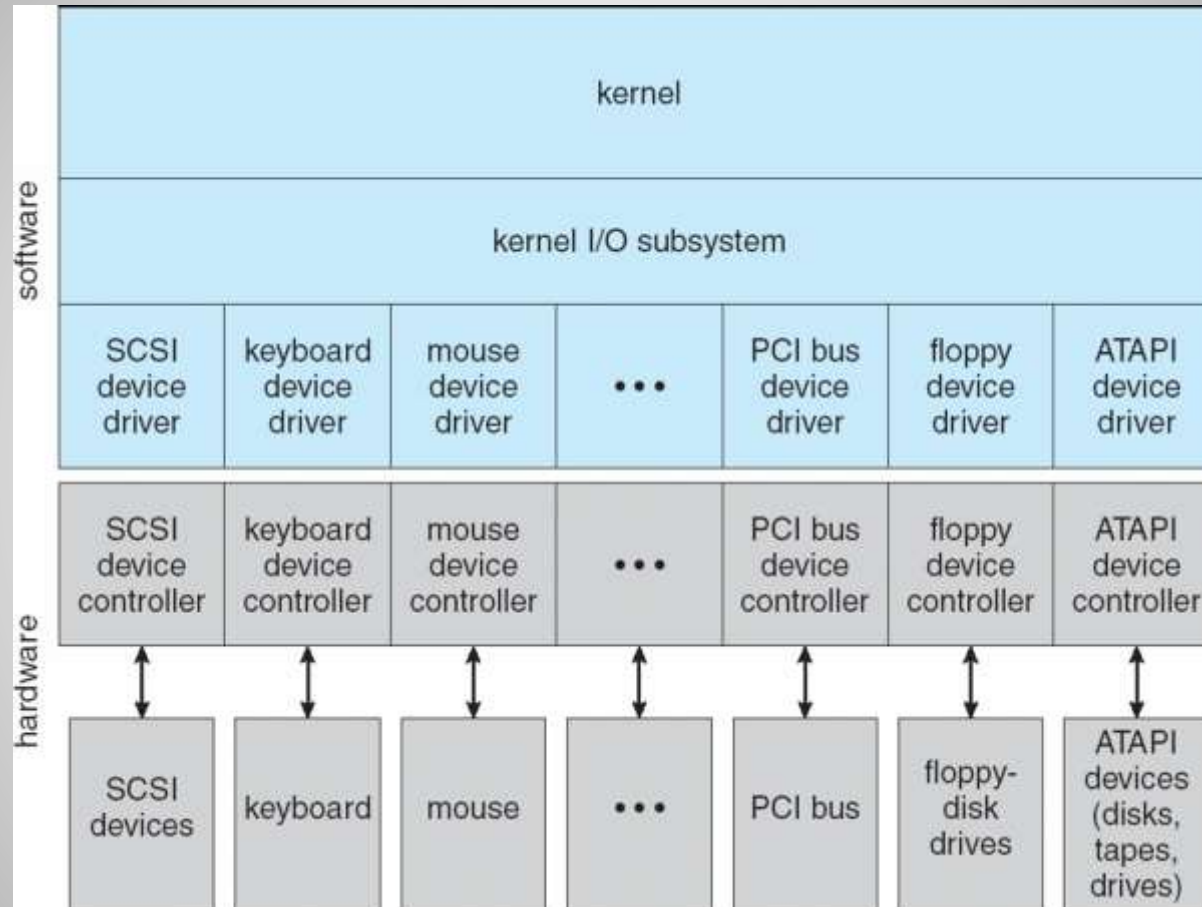 software
kernel
kernel I/O subsystem
SCSI
device
driver
keyboard
device
driver
mouse
device
driver
•••
PCI bus
device
driver
floppy
device
driver
ATAPI
device
driver
hardware
SCSI
device
controller
keyboard
device
controller
mouse
device
controller
•••
PCI bus
device
controller
floppy
device
controller
ATAPI
device
controller
SCSI
devices
keyboard
mouse
•••
PCI bus
floppy-
disk
drives
ATAPI
devices
(disks,
tapes,
drives)